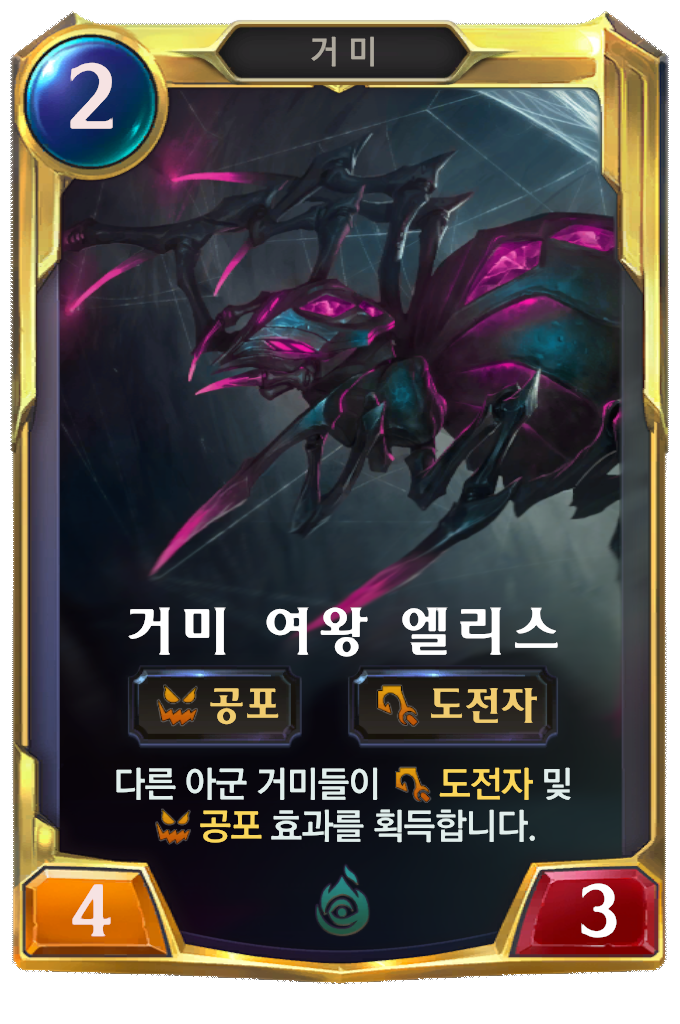 2
거미
거미 여왕 엘리스
공포
도전자
다른 아군 거미들이 도전자 및
공포 효과를 획득합니다.
4
3